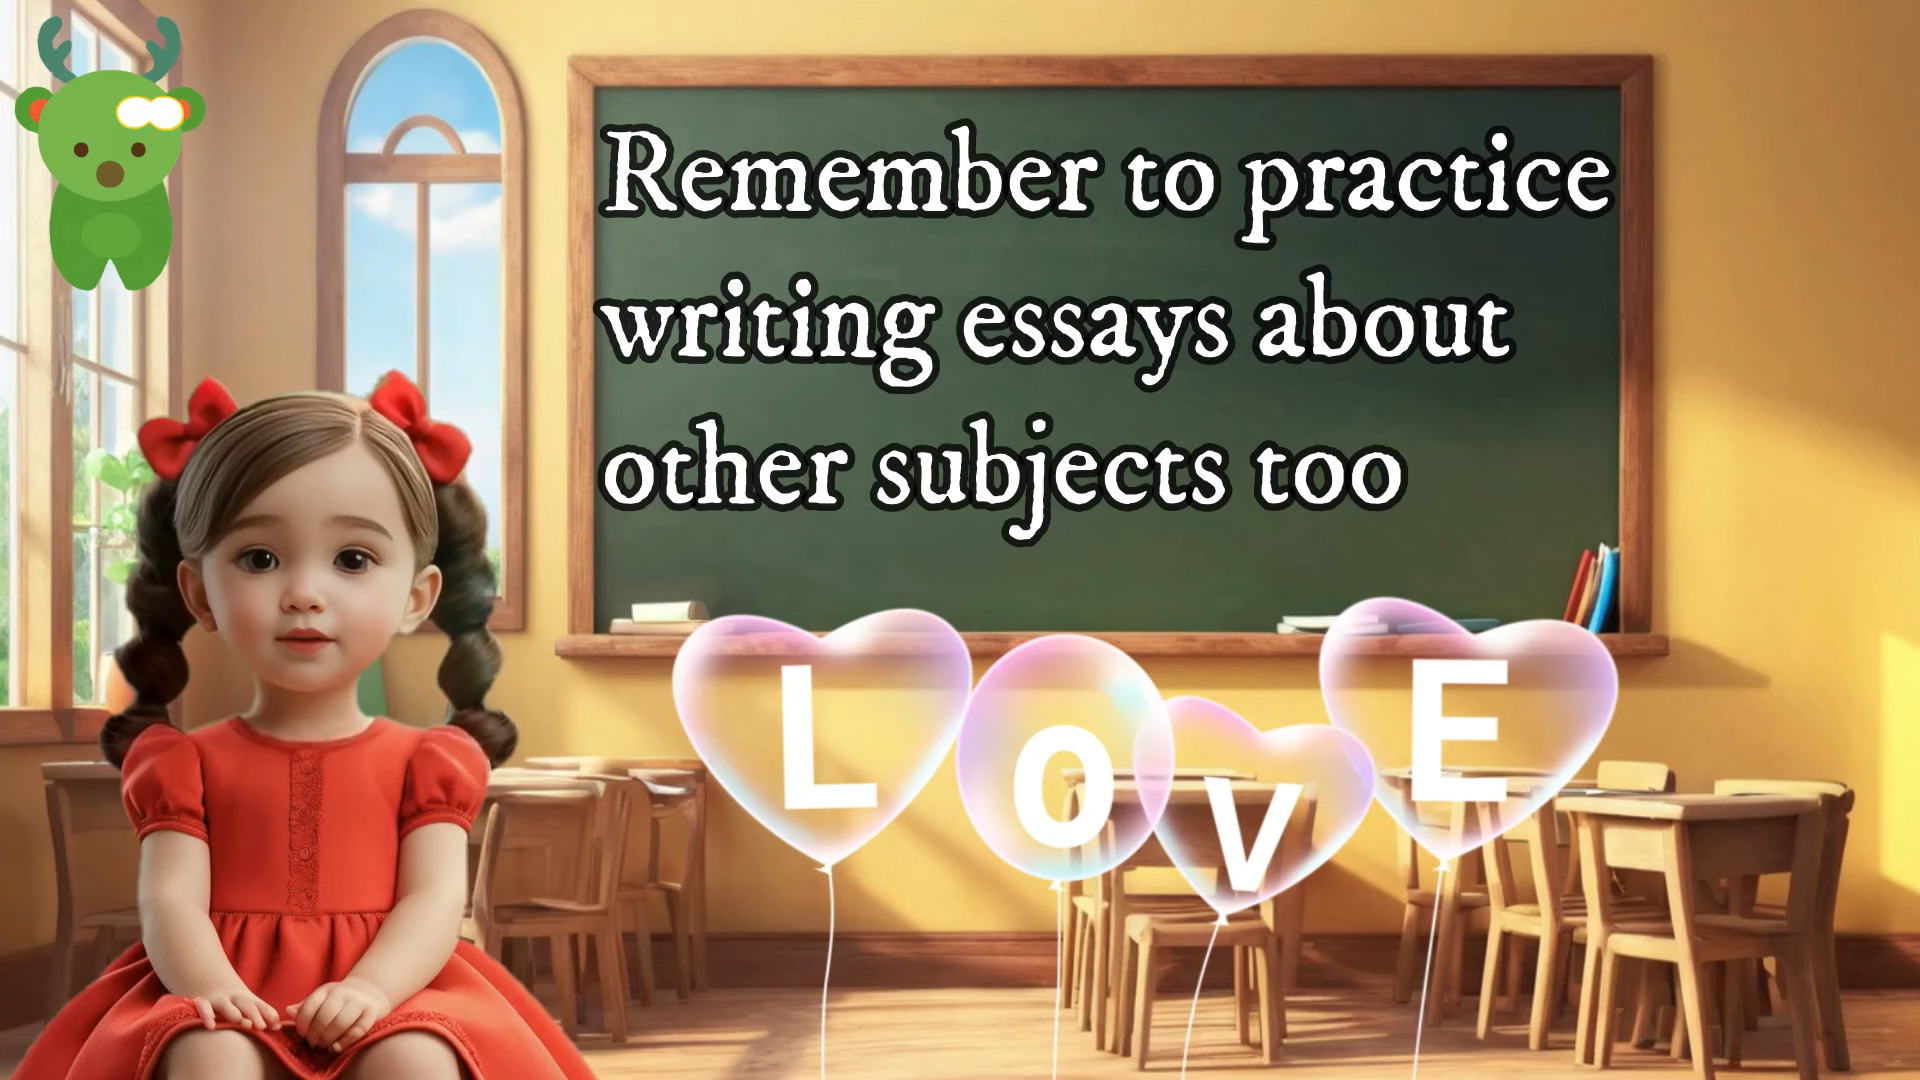 Remember to practice
writing essays about
other subjects too
LOVE